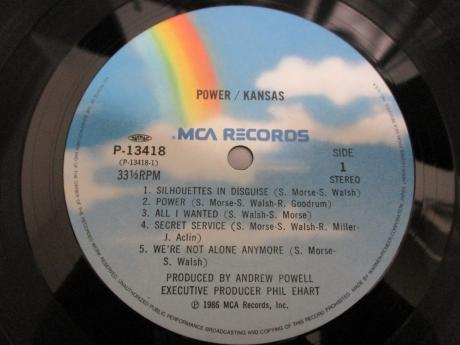 POWER / KANSAS
MCA RECORDS
P-13418
(P-13418-1)
33⅓RPM
SIDE
1
STEREO
1. SILHOUETTES IN DISGUISE (S. Morse-S. Walsh)
2. POWER (S. Morse-S. Walsh-R. Goodrum)
3. ALL I WANTED (S. Walsh-S. Morse)
4. SECRET SERVICE (S. Morse-S. Walsh-R. Miller-
J. Aclin)
5. WE'RE NOT ALONE ANYMORE (S. Morse-
S. Walsh)
PRODUCED BY ANDREW POWELL
EXECUTIVE PRODUCER PHIL EHART
Ⓟ 1986 MCA Records, Inc.